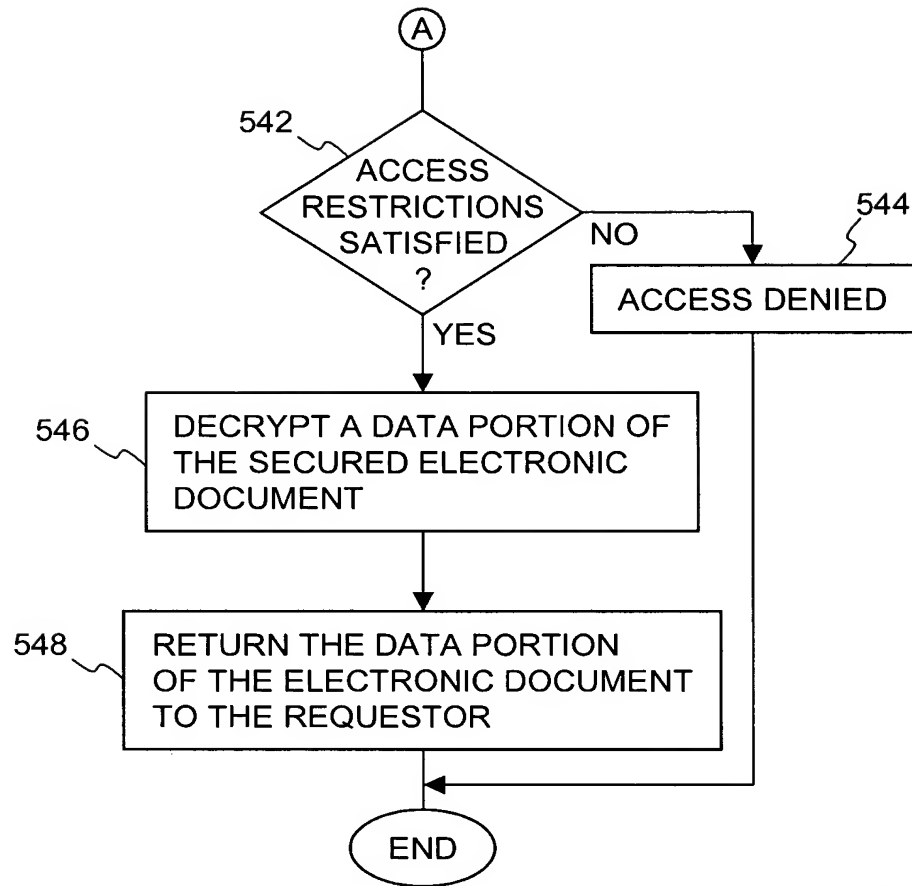 A
542
ACCESS
RESTRICTIONS
SATISFIED
?
NO
544
ACCESS DENIED
YES
546
DECRYPT A DATA PORTION OF
THE SECURED ELECTRONIC
DOCUMENT
548
RETURN THE DATA PORTION
OF THE ELECTRONIC DOCUMENT
TO THE REQUESTOR
END